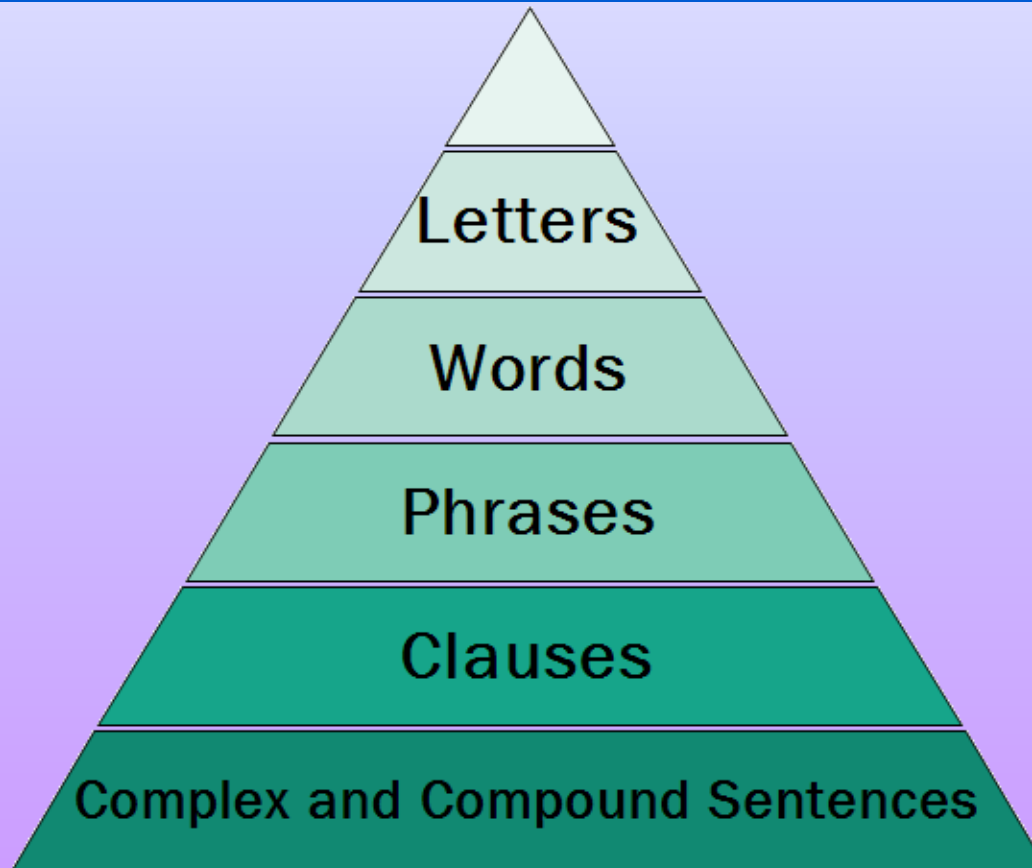 Letters
Words
Phrases
Clauses
Complex and Compound Sentences